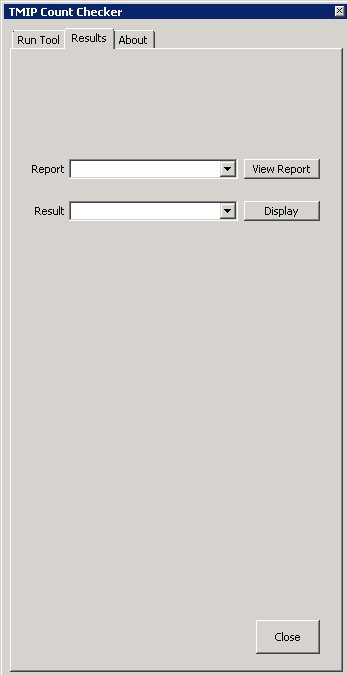 TMIP Count Checker
Run Tool Results About
Report View Report
Result Display
Close